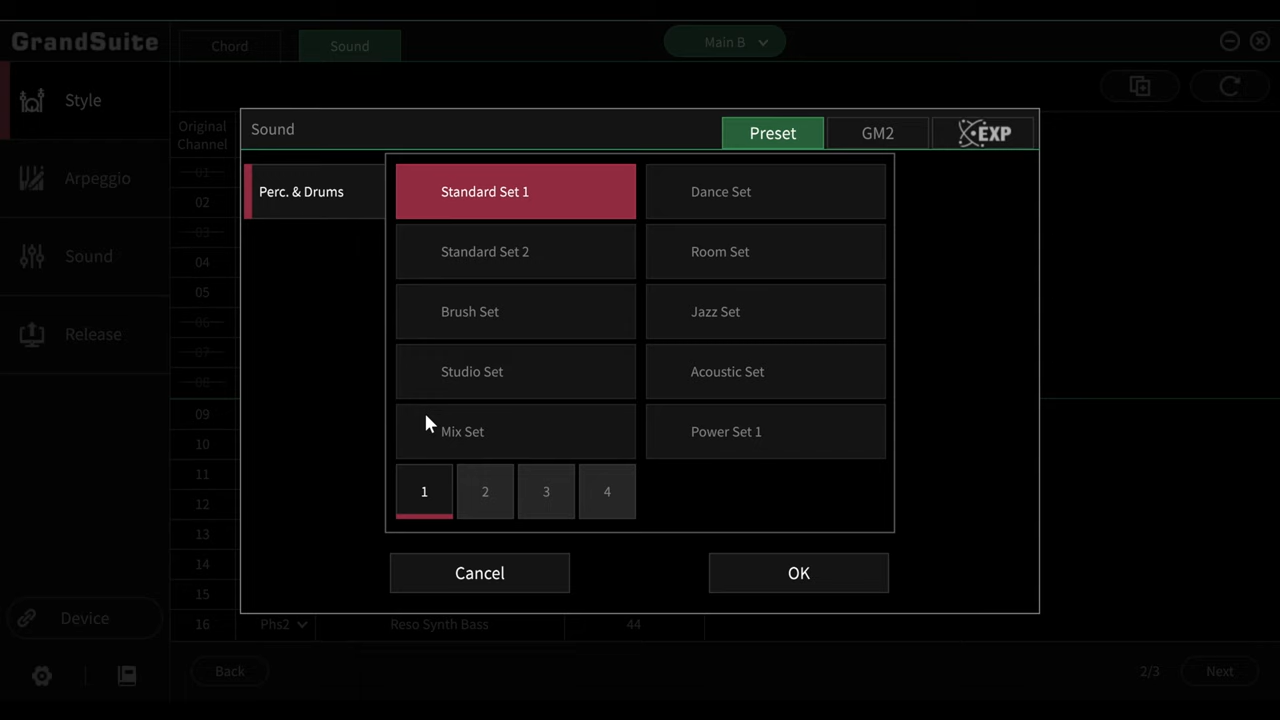 GrandSuite
Chord
Sound
Main B
Style
Arpeggio
Sound
Release
Device
Original
Channel
01
02
03
04
05
06
07
08
09
10
11
12
13
14
15
16
Phs2
Reso Synth Bass
44
Back
2/3
Next
Sound
Preset
GM2
EXP
Perc. & Drums
Standard Set 1
Dance Set
Standard Set 2
Room Set
Brush Set
Jazz Set
Studio Set
Acoustic Set
Mix Set
Power Set 1
1
2
3
4
Cancel
OK